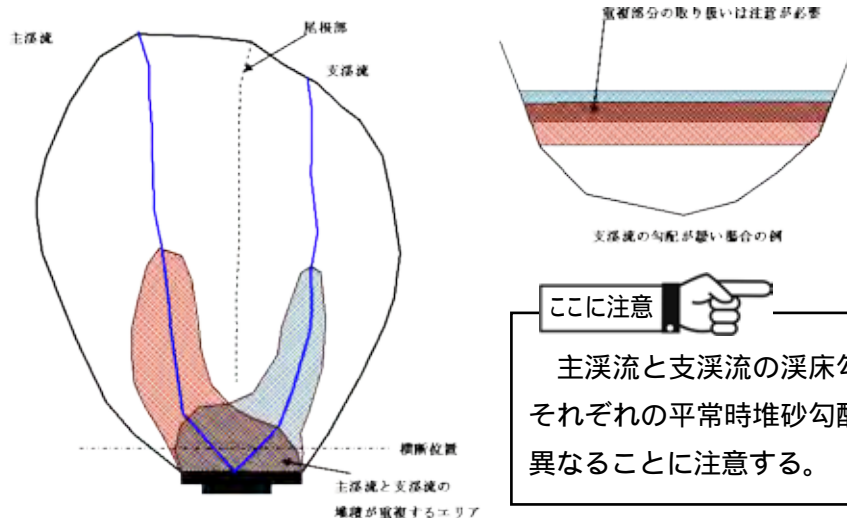 主渓流
尾根部
支渓流
横断位置
主渓流と支渓流の
堆積が重複するエリア
重複部分の取り扱いは注意が必要
支渓流の勾配が緩い場合の例
ここに注意
主渓流と支渓流の渓床勾
それぞれの平常時堆砂勾配
異なることに注意する。